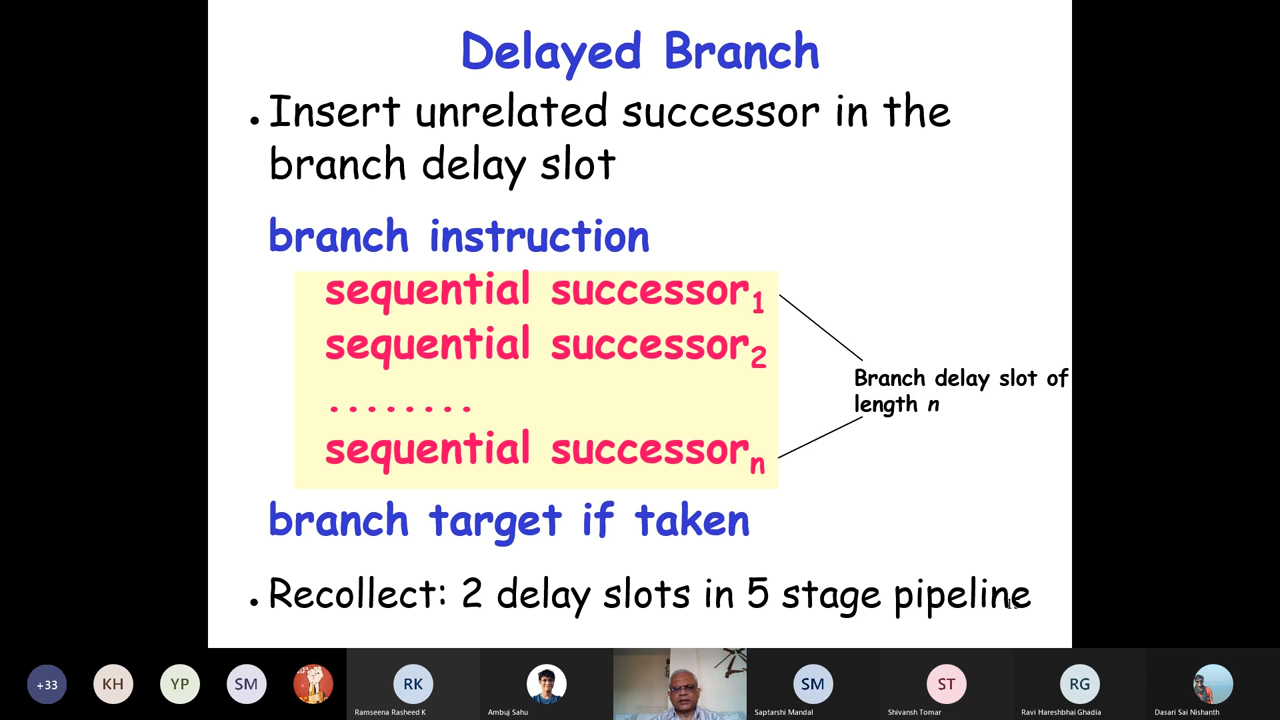 Delayed Branch
• Insert unrelated successor in the
branch delay slot
branch instruction
sequential successor1
sequential successor2
........
sequential successorn
Branch delay slot of
length n
branch target if taken
• Recollect: 2 delay slots in 5 stage pipeline
+33
KH
YP
SM
RK
SM
ST
RG
Ramseena Rasheed K
Ambuj Sahu
Saptarshi Mandal
Shivansh Tomar
Ravi Hareshbhai Ghadia
Dasari Sai Nishanth